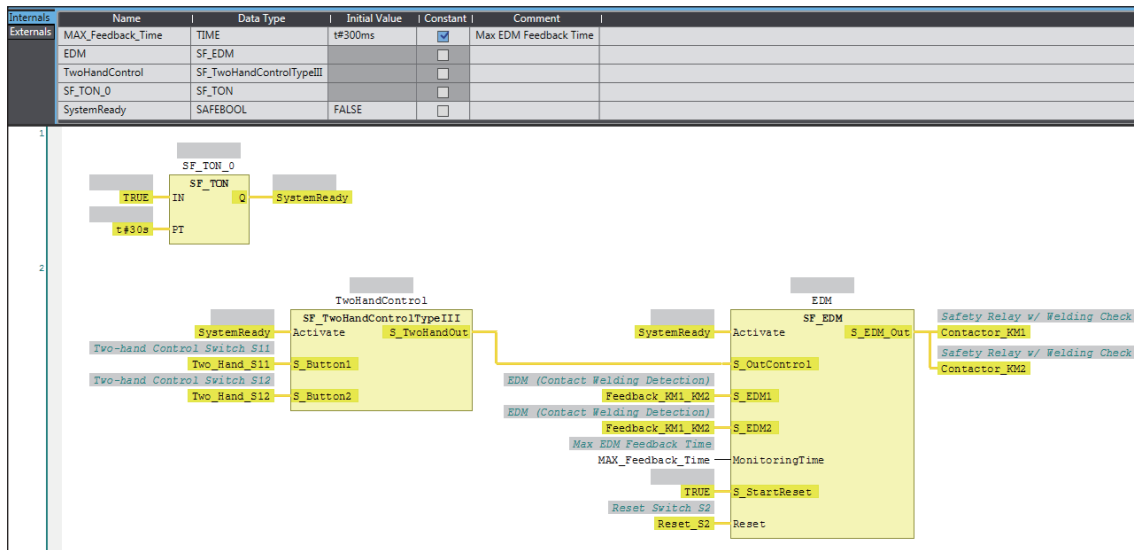 Internals Name Data Type Initial Value Constant Comment
Externals MAX_Feedback_Time TIME t#300ms Max EDM Feedback Time
EDM SF_EDM
TwoHandControl SF_TwoHandControlTypeIII
SF_TON_0 SF_TON
SystemReady SAFEBOOL FALSE
1
SF_TON_0
SF_TON
TRUE IN Q SystemReady
t#30s PT
2
TwoHandControl EDM
SF_TwoHandControlTypeIII SF_EDM Safety Relay w/ Welding Check
SystemReady Activate S_TwoHandOut SystemReady Activate S_EDM_Out Contactor_KM1
Two-hand Control Switch S11 Safety Relay w/ Welding Check
Two_Hand_S11 S_Button1 S_OutControl Contactor_KM2
Two-hand Control Switch S12 EDM (Contact Welding Detection)
Two_Hand_S12 S_Button2 Feedback_KM1_KM2 S_EDM1
EDM (Contact Welding Detection)
Feedback_KM1_KM2 S_EDM2
Max EDM Feedback Time
MAX_Feedback_Time MonitoringTime
TRUE S_StartReset
Reset Switch S2
Reset_S2 Reset